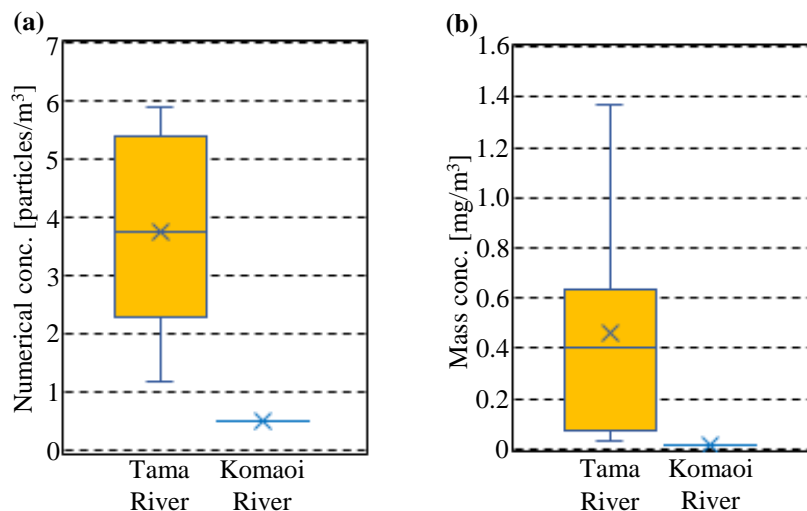 (a)
Numerical conc. [particles/m³]
7
6
5
4
3
2
1
0
Tama
River
Komaoi
River
(b)
Mass conc. [mg/m³]
1.6
1.4
1.2
1.0
0.8
0.6
0.4
0.2
0
Tama
River
Komaoi
River